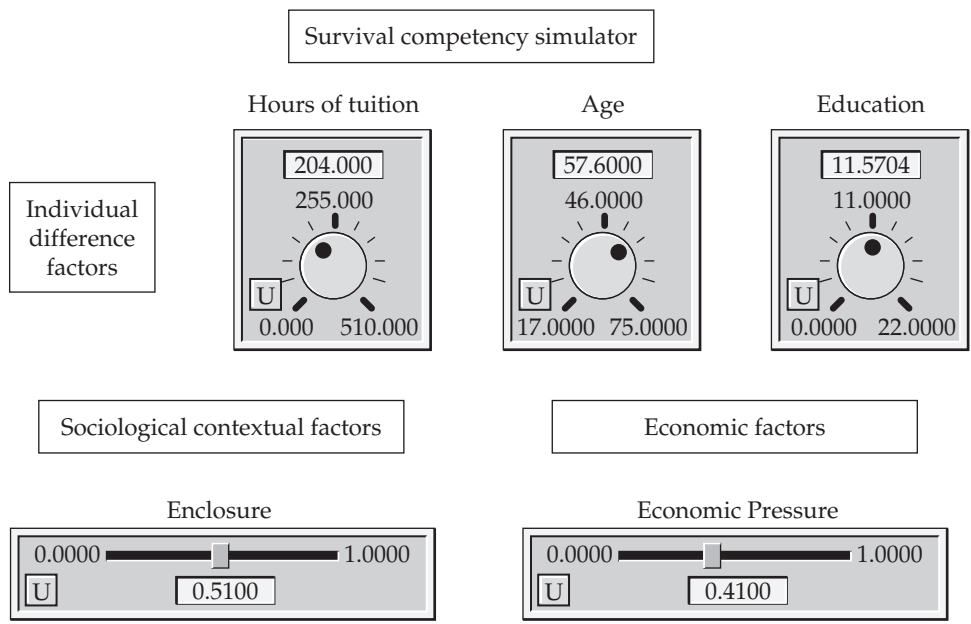 Survival competency simulator
Hours of tuition
Age
Education
Individual
difference
factors
204.000
255.000
U
0.000 510.000
57.6000
46.0000
U
17.0000 75.0000
11.5704
11.0000
U
0.0000 22.0000
Sociological contextual factors
Economic factors
Enclosure
0.0000 1.0000
U
0.5100
Economic Pressure
0.0000 1.0000
U
0.4100